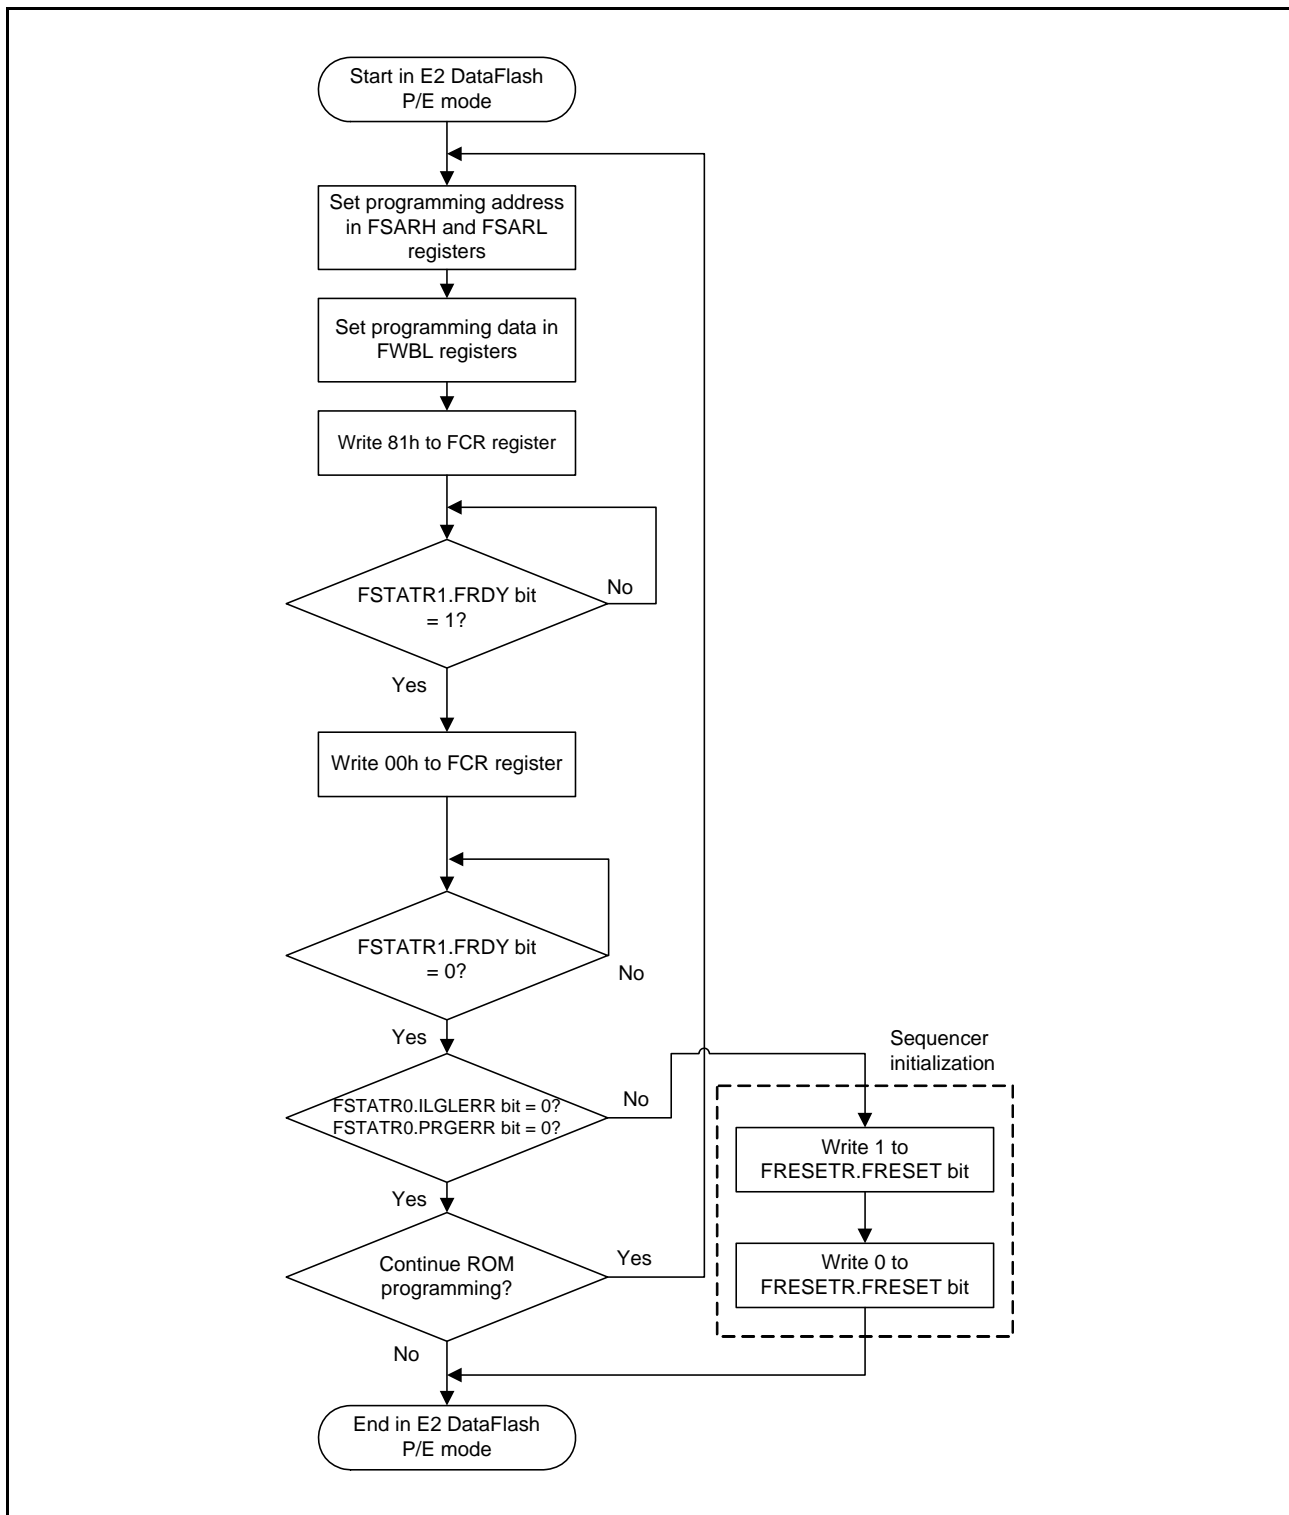 Start in E2 DataFlash
P/E mode
Set programming address
in FSARH and FSARL
registers
Set programming data in
FWBL registers
Write 81h to FCR register
FSTATR1.FRDY bit
= 1?
No
Yes
Write 00h to FCR register
FSTATR1.FRDY bit
= 0?
No
Yes
FSTATR0.ILGLERR bit = 0?
FSTATR0.PRGERR bit = 0?
No
Yes
Sequencer
initialization
Write 1 to
FRESETR.FRESET bit
Write 0 to
FRESETR.FRESET bit
Continue ROM
programming?
Yes
No
End in E2 DataFlash
P/E mode